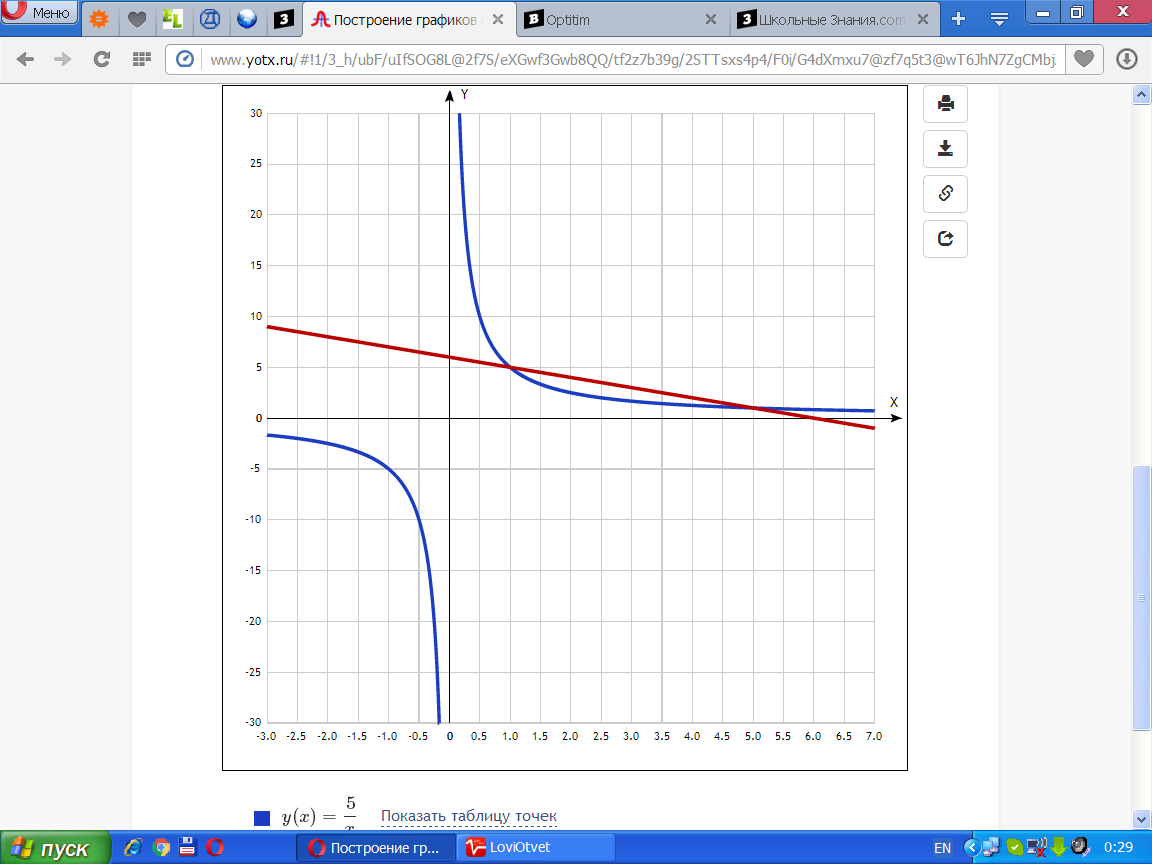 Меню
З
Построение графиков
B
Optitim
З
Школьные Знания.com
www.yotx.ru/#!1/3_h/ubF/uIfSOG8L@2f7S/eXGwf3Gwb8QQ/tf2z7b39g/2STTsxs4p4/F0i/G4dXmxu7@zf7q5t3@wT6JhN7ZgCMbj
Y
30
25
20
15
10
5
X
0
-5
-10
-15
-20
-25
-30
-3.0 -2.5 -2.0 -1.5 -1.0 -0.5 0 0.5 1.0 1.5 2.0 2.5 3.0 3.5 4.0 4.5 5.0 5.5 6.0 6.5 7.0
y(x) = 5/x Показать таблицу точек
пуск
Построение гр...
LoviOtvet
EN
0:29